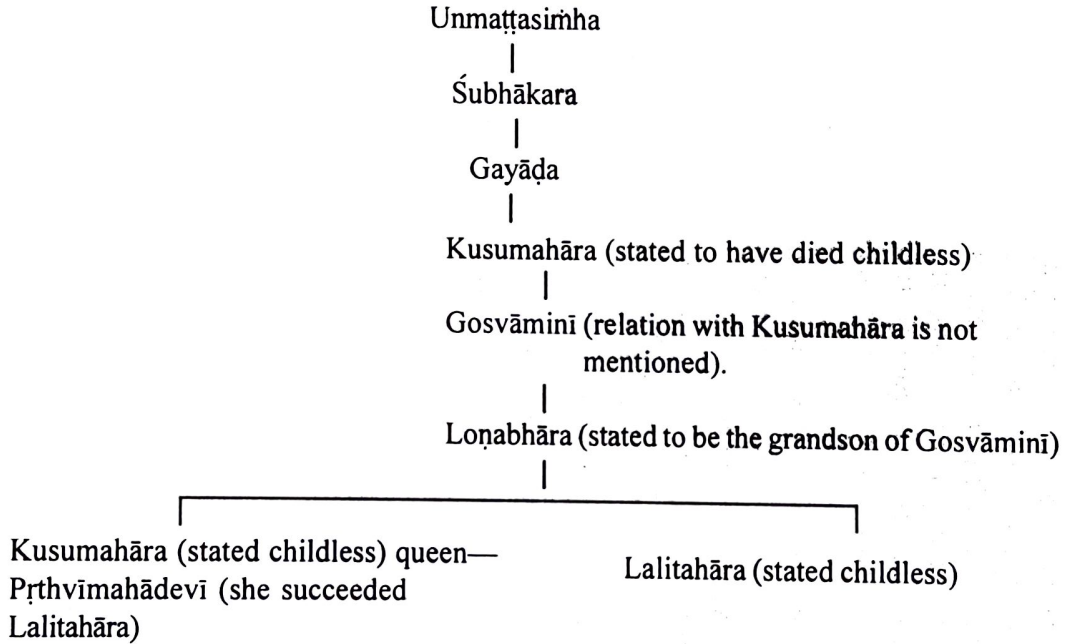 Unmaṭṭasiṁha
Śubhākara
Gayāḍa
Kusumahāra (stated to have died childless)
Gosvāminī (relation with Kusumahāra is not
mentioned).
Loṇabhāra (stated to be the grandson of Gosvāminī)
Kusumahāra (stated childless) queen—
Pṛthvīmahādevī (she succeeded
Lalitahāra)
Lalitahāra (stated childless)